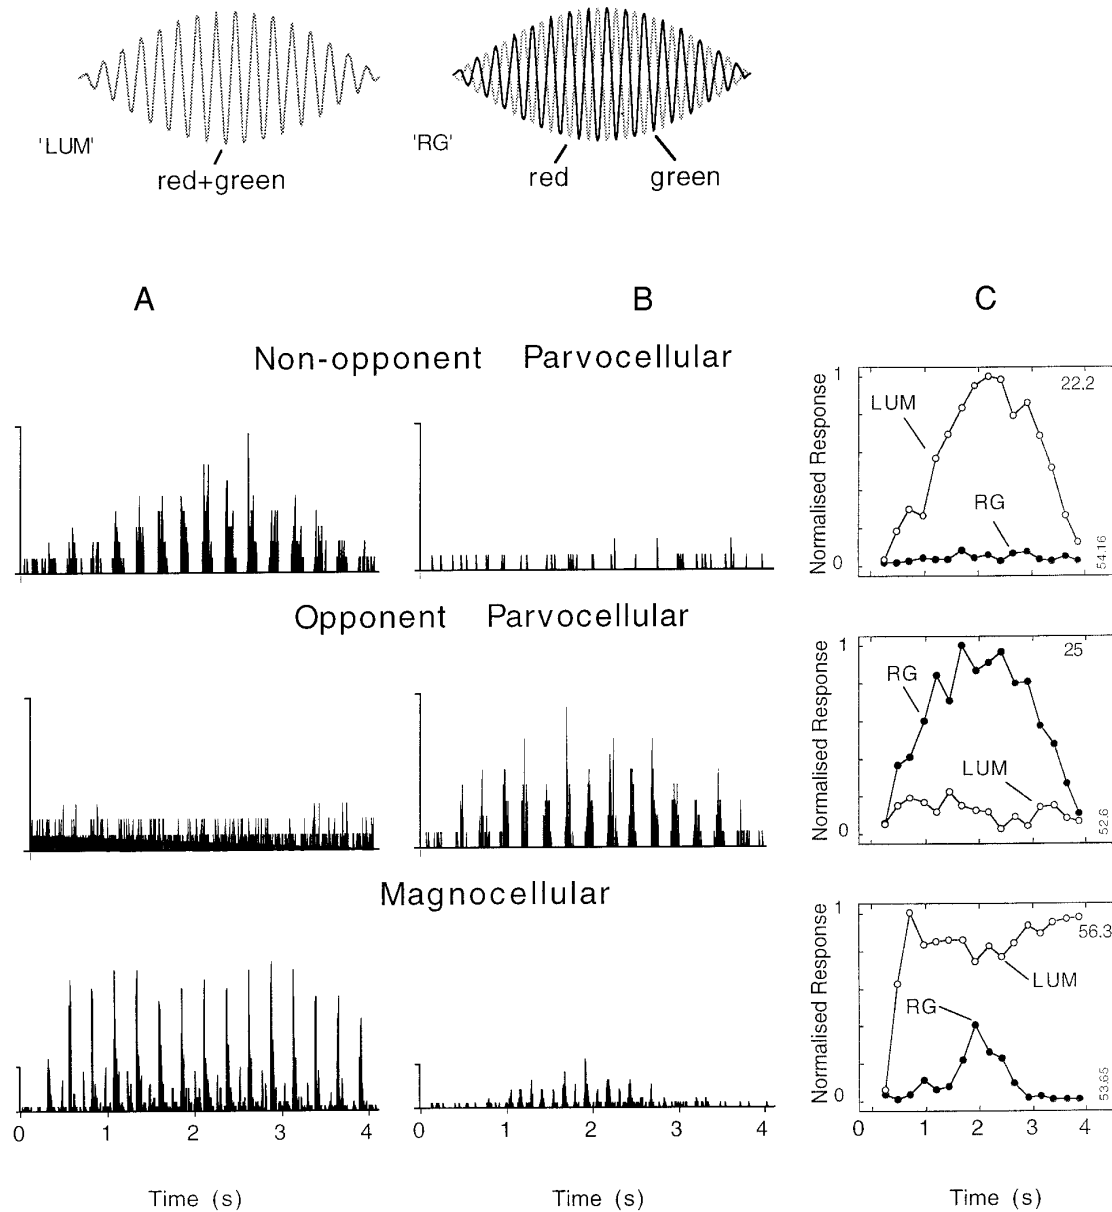 'LUM'
red+green
'RG'
red
green
A
B
C
Non-opponent Parvocellular
Normalised Response
1
0
LUM
RG
22.2
54.16
Opponent Parvocellular
Normalised Response
1
0
RG
LUM
25
52.6
Magnocellular
Normalised Response
1
0
RG
LUM
56.3
53.65
0 1 2 3 4
0 1 2 3 4
0 1 2 3 4
Time (s)
Time (s)
Time (s)